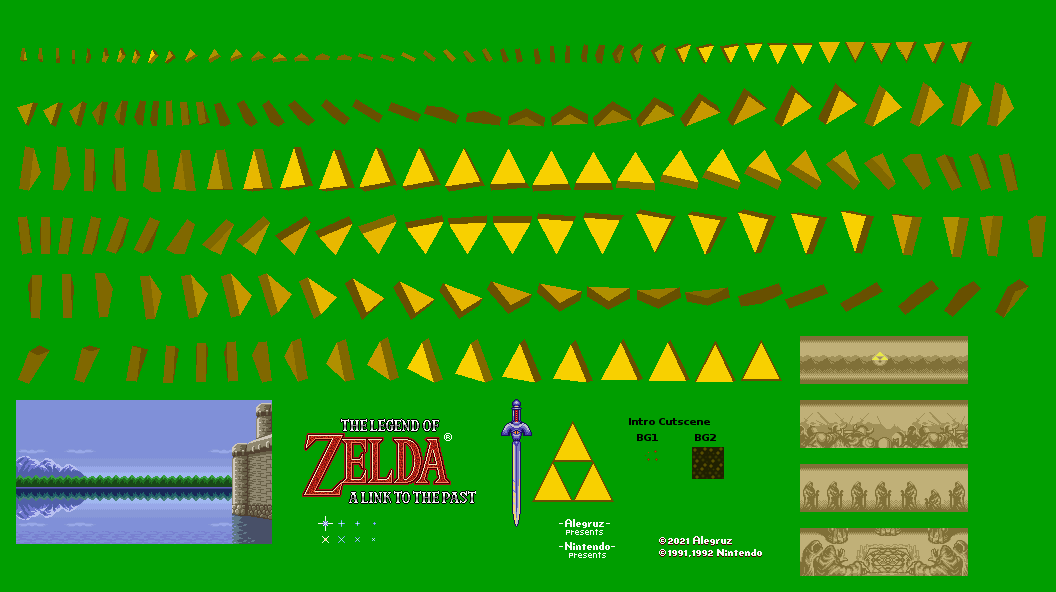 THE LEGEND OF
ZELDA®
A LINK TO THE PAST
Intro Cutscene
BG1 BG2
-Alegruz-
Presents
-Nintendo-
Presents
©2021 Alegruz
©1991,1992 Nintendo